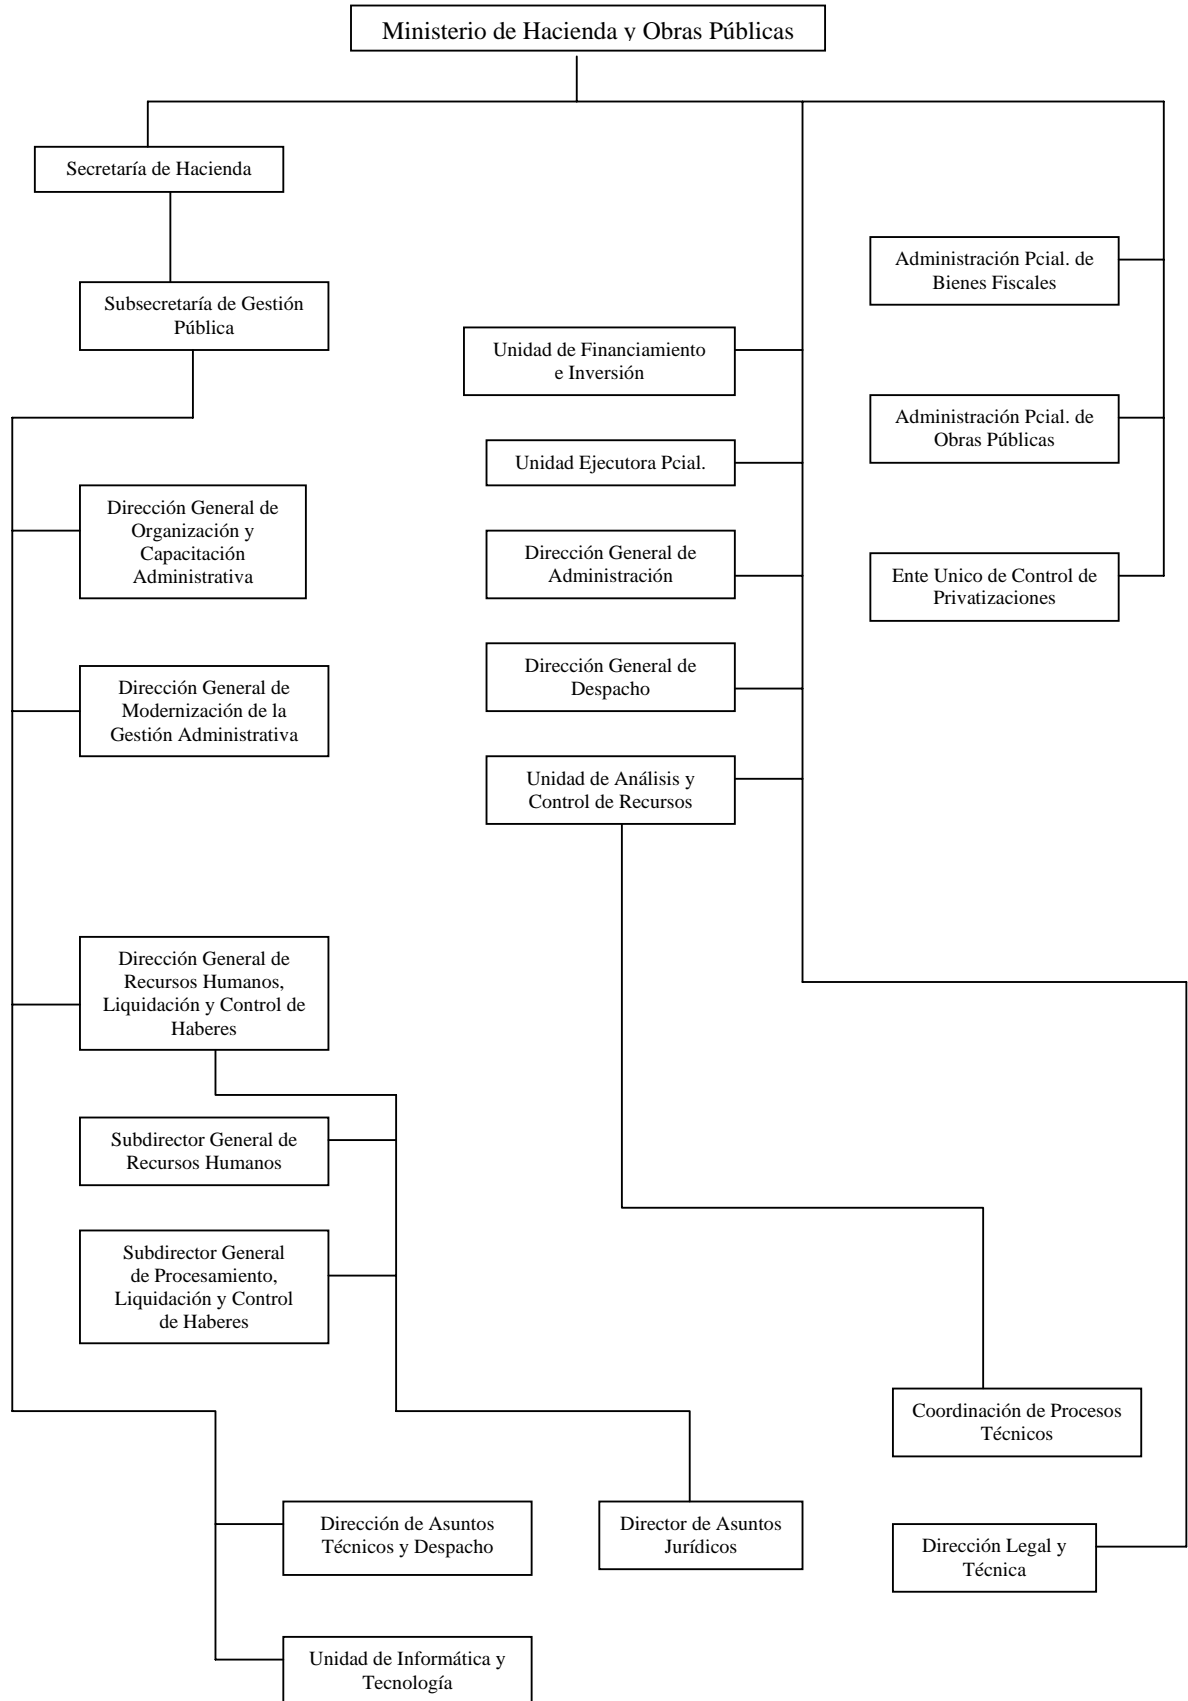 Ministerio de Hacienda y Obras Públicas
Secretaría de Hacienda
Subsecretaría de Gestión
Pública
Administración Pcial. de
Bienes Fiscales
Unidad de Financiamiento
e Inversión
Administración Pcial. de
Obras Públicas
Unidad Ejecutora Pcial.
Dirección General de
Organización y
Capacitación
Administrativa
Dirección General de
Administración
Ente Unico de Control de
Privatizaciones
Dirección General de
Modernización de la
Gestión Administrativa
Dirección General de
Despacho
Unidad de Análisis y
Control de Recursos
Dirección General de
Recursos Humanos,
Liquidación y Control de
Haberes
Subdirector General de
Recursos Humanos
Subdirector General
de Procesamiento,
Liquidación y Control
de Haberes
Coordinación de Procesos
Técnicos
Dirección de Asuntos
Técnicos y Despacho
Director de Asuntos
Jurídicos
Dirección Legal y
Técnica
Unidad de Informática y
Tecnología